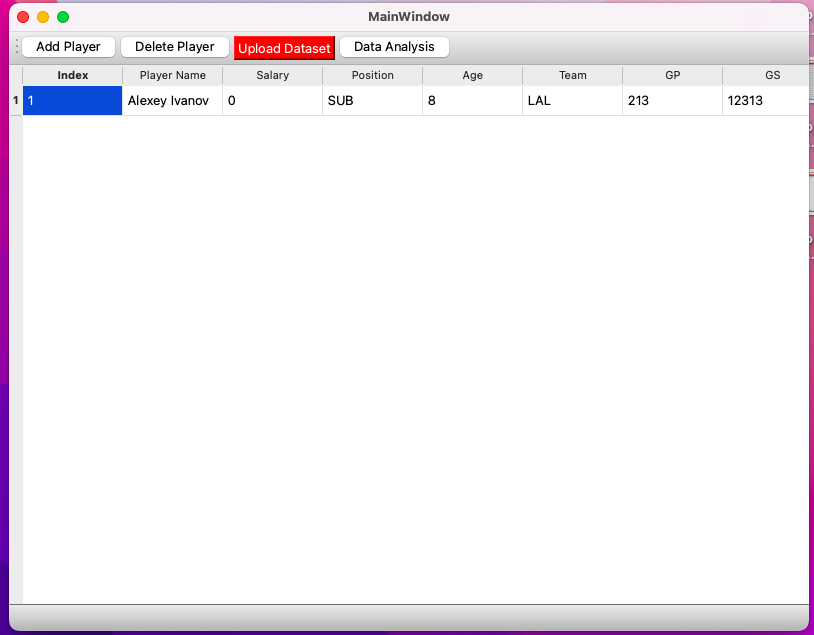 MainWindow
Add Player Delete Player Upload Dataset Data Analysis
Index Player Name Salary Position Age Team GP GS
1 1 Alexey Ivanov 0 SUB 8 LAL 213 12313